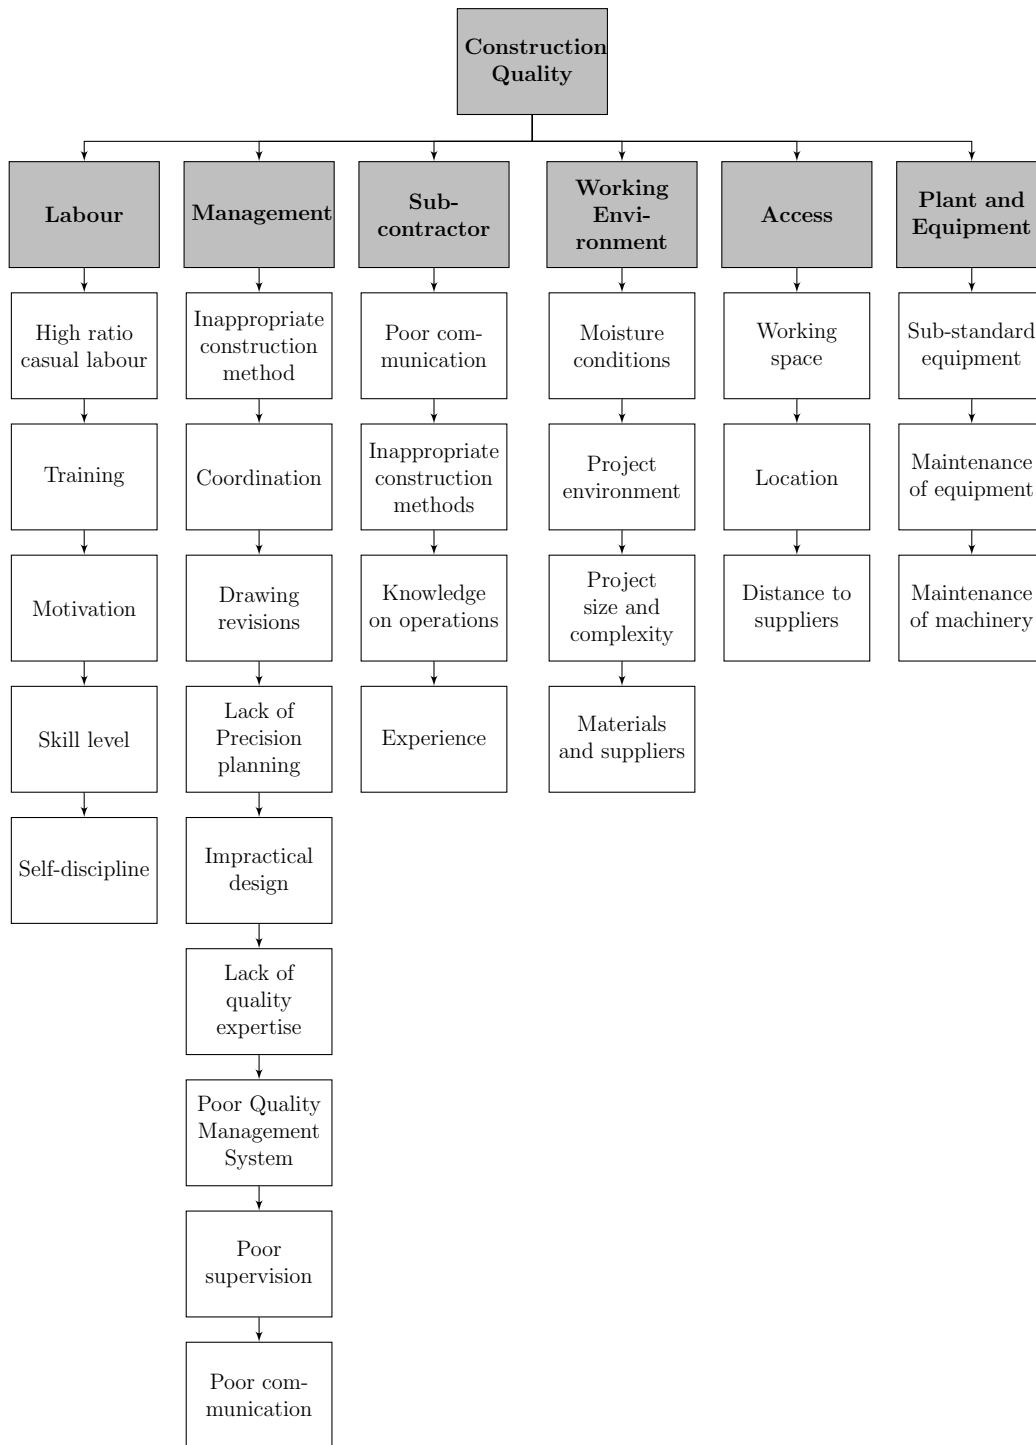 Construction
Quality
Labour
Management
Sub-
contractor
Working
Envi-
ronment
Access
Plant and
Equipment
High ratio
casual labour
Inappropriate
construction
method
Poor com-
munication
Moisture
conditions
Working
space
Sub-standard
equipment
Training
Coordination
Inappropriate
construction
methods
Project
environment
Location
Maintenance
of equipment
Motivation
Drawing
revisions
Knowledge
on operations
Project
size and
complexity
Distance to
suppliers
Maintenance
of machinery
Skill level
Lack of
Precision
planning
Experience
Materials
and suppliers
Self-discipline
Impractical
design
Lack of
quality
expertise
Poor Quality
Management
System
Poor
supervision
Poor com-
munication